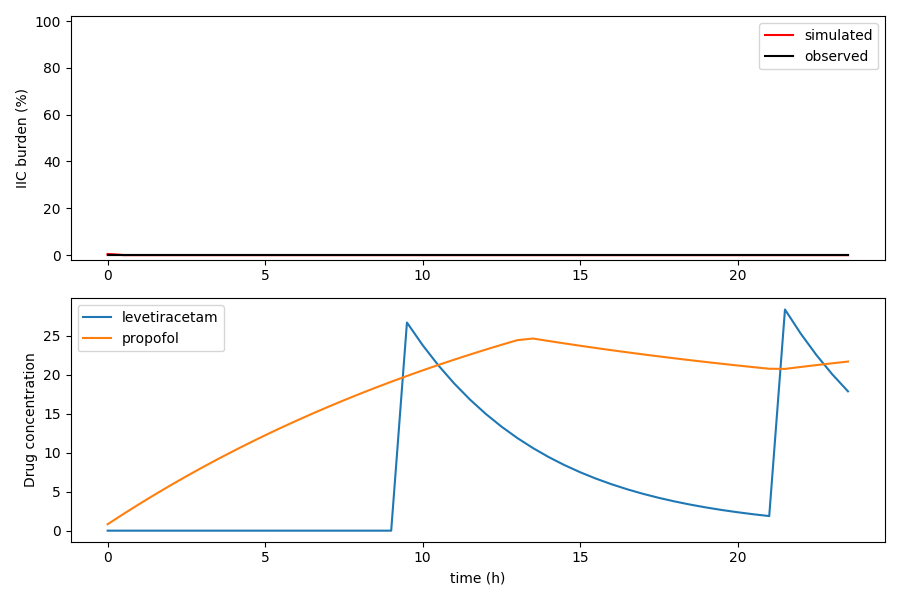 100
80
60
40
20
0
IIC burden (%)
simulated
observed
0 5 10 15 20
25
20
15
10
5
0
Drug concentration
levetiracetam
propofol
0 5 10 15 20
time (h)